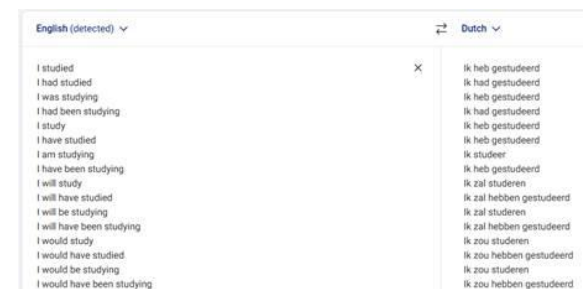 English (detected)
Dutch
I studied
I had studied
I was studying
I had been studying
I study
I have studied
I am studying
I have been studying
I will study
I will have studied
I will be studying
I will have been studying
I would study
I would have studied
I would be studying
I would have been studying
Ik heb gestudeerd
Ik had gestudeerd
Ik heb gestudeerd
Ik had gestudeerd
Ik heb gestudeerd
Ik heb gestudeerd
Ik studeer
Ik heb gestudeerd
Ik zal studeren
Ik zal hebben gestudeerd
Ik zal studeren
Ik zal hebben gestudeerd
Ik zou studeren
Ik zou hebben gestudeerd
Ik zou studeren
Ik zou hebben gestudeerd